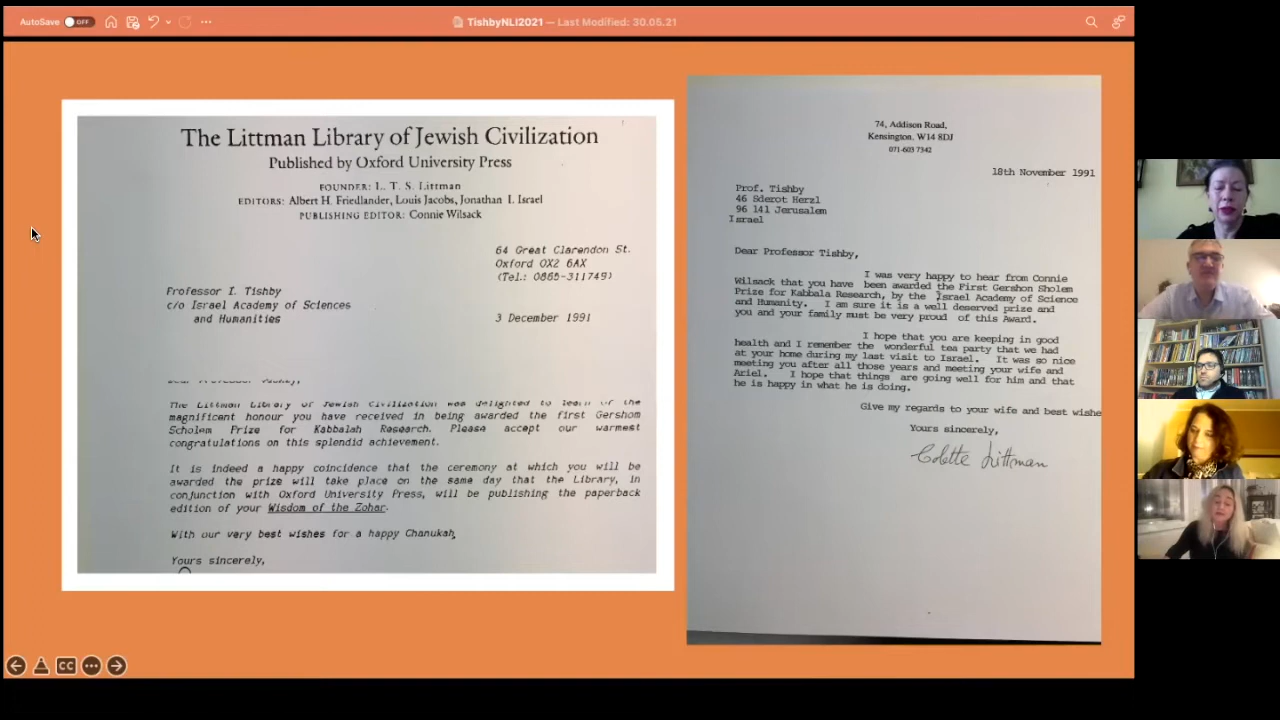 AutoSave OFF
TishbyNLI2021 — Last Modified: 30.05.21
The Littman Library of Jewish Civilization
Published by Oxford University Press
FOUNDER: L. T. S. Littman
EDITORS: Albert H. Friedlander, Louis Jacobs, Jonathan I. Israel
PUBLISHING EDITOR: Connie Wilsack
64 Great Clarendon St.
Oxford OX2 6AX
(Tel.: 0865-311749)
Professor I. Tishby
c/o Israel Academy of Sciences
and Humanities
3 December 1991
The Littman Library of Jewish Civilization was delighted to learn of the
magnificent honour you have received in being awarded the first Gershom
Scholem Prize for Kabbalah Research. Please accept our warmest
congratulations on this splendid achievement.
It is indeed a happy coincidence that the ceremony at which you will be
awarded the prize will take place on the same day that the Library, in
conjunction with Oxford University Press, will be publishing the paperback
edition of your Wisdom of the Zohar.
With our very best wishes for a happy Chanukah,
Yours sincerely,
74, Addison Road,
Kensington. W14 8DJ
071-603 7342
18th November 1991
Prof. Tishby
46 Sderot Herzl
96 141 Jerusalem
Israel
Dear Professor Tishby,
I was very happy to hear from Connie
Wilsack that you have been awarded the First Gershon Sholem
Prize for Kabbala Research, by the Israel Academy of Science
and Humanity. I am sure it is a well deserved prize and
you and your family must be very proud of this Award.
I hope that you are keeping in good
health and I remember the wonderful tea party that we had
at your home during my last visit to Israel. It was so nice
meeting you after all those years and meeting your wife and
Ariel. I hope that things are going well for him and that
he is happy in what he is doing.
Give my regards to your wife and best wishe
Yours sincerely,
Colette Littman
CC